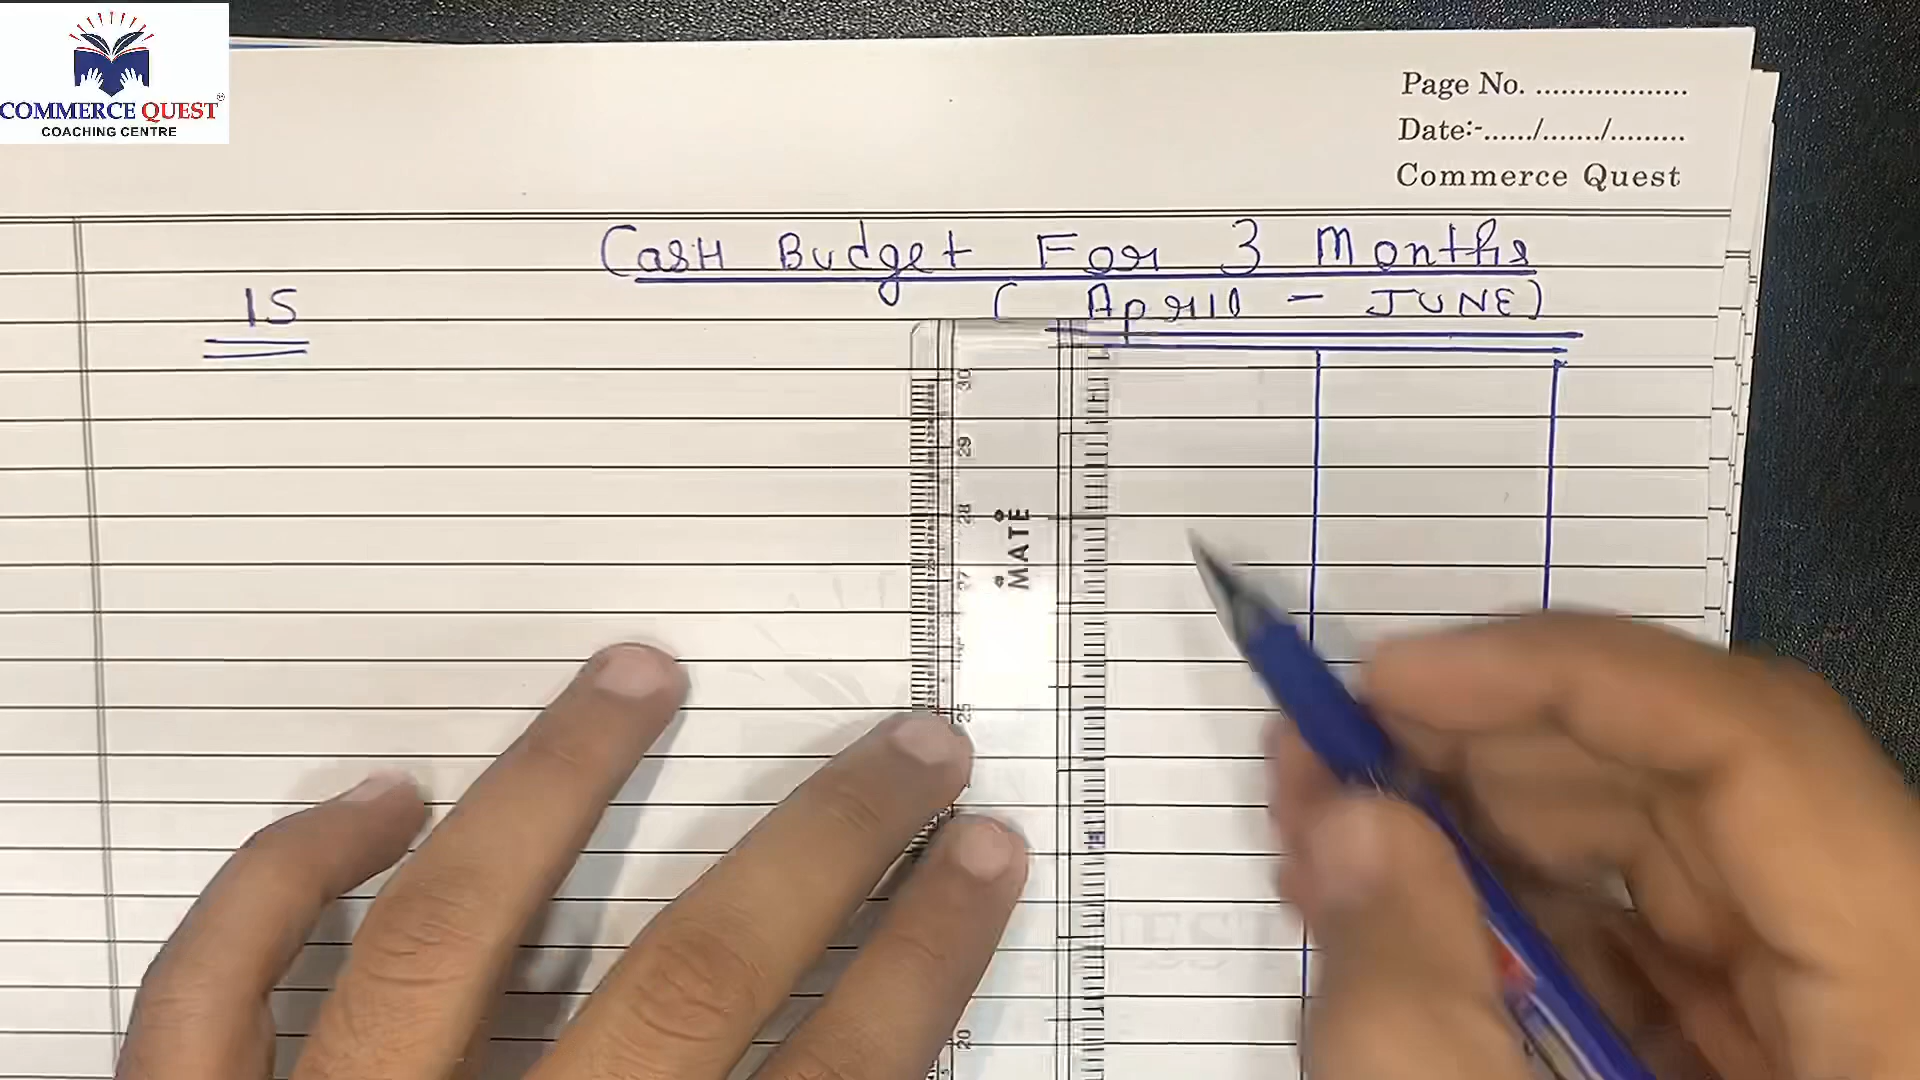 COMMERCE QUEST
COACHING CENTRE
Page No. ..................
Date:-....../......./.........
Commerce Quest
Cash Budget For 3 Months
15
( April - JUNE)
30
29
28
MATE
27
25
20